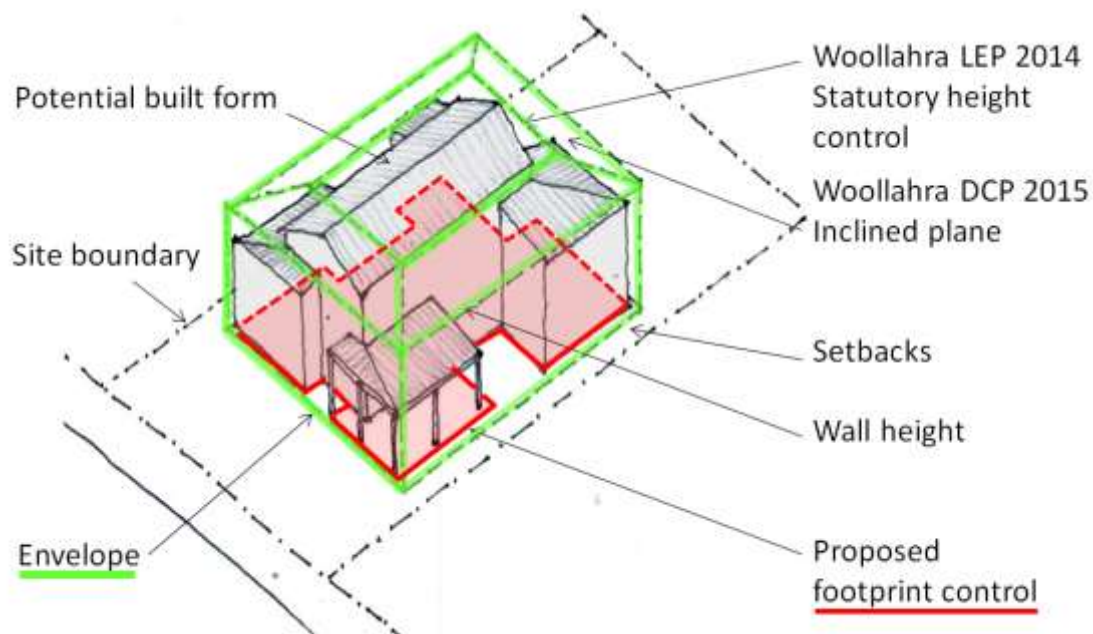 Potential built form
Site boundary
Envelope
Woollahra LEP 2014
Statutory height
control
Woollahra DCP 2015
Inclined plane
Setbacks
Wall height
Proposed
footprint control